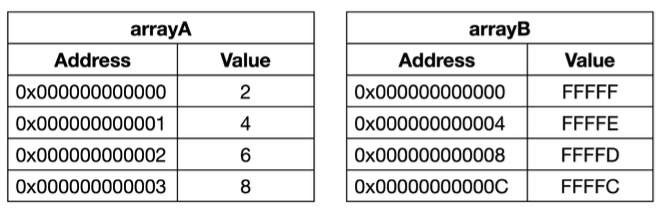 arrayA arrayB
Address Value Address Value
0x000000000000 2 0x000000000000 FFFFF
0x000000000001 4 0x000000000004 FFFFE
0x000000000002 6 0x000000000008 FFFFD
0x000000000003 8 0x00000000000C FFFFC